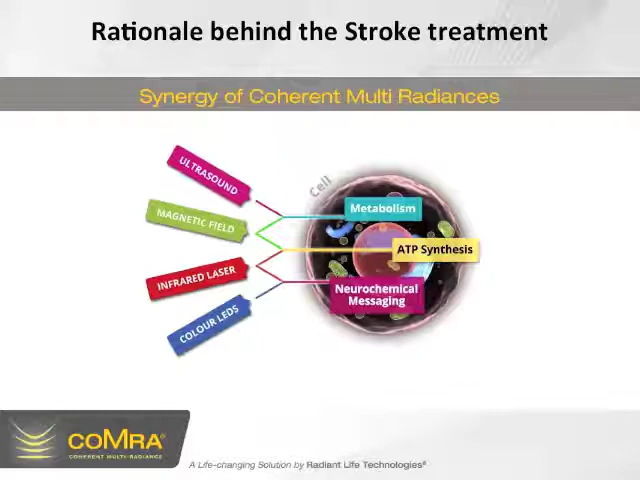 Rationale behind the Stroke treatment
Synergy of Coherent Multi Radiances
ULTRASOUND
MAGNETIC FIELD
INFRARED LASER
COLOUR LEDS
Cell
Metabolism
ATP Synthesis
Neurochemical
Messaging
coMra®
COHERENT MULTI-RADIANCE
A Life-changing Solution by Radiant Life Technologies®